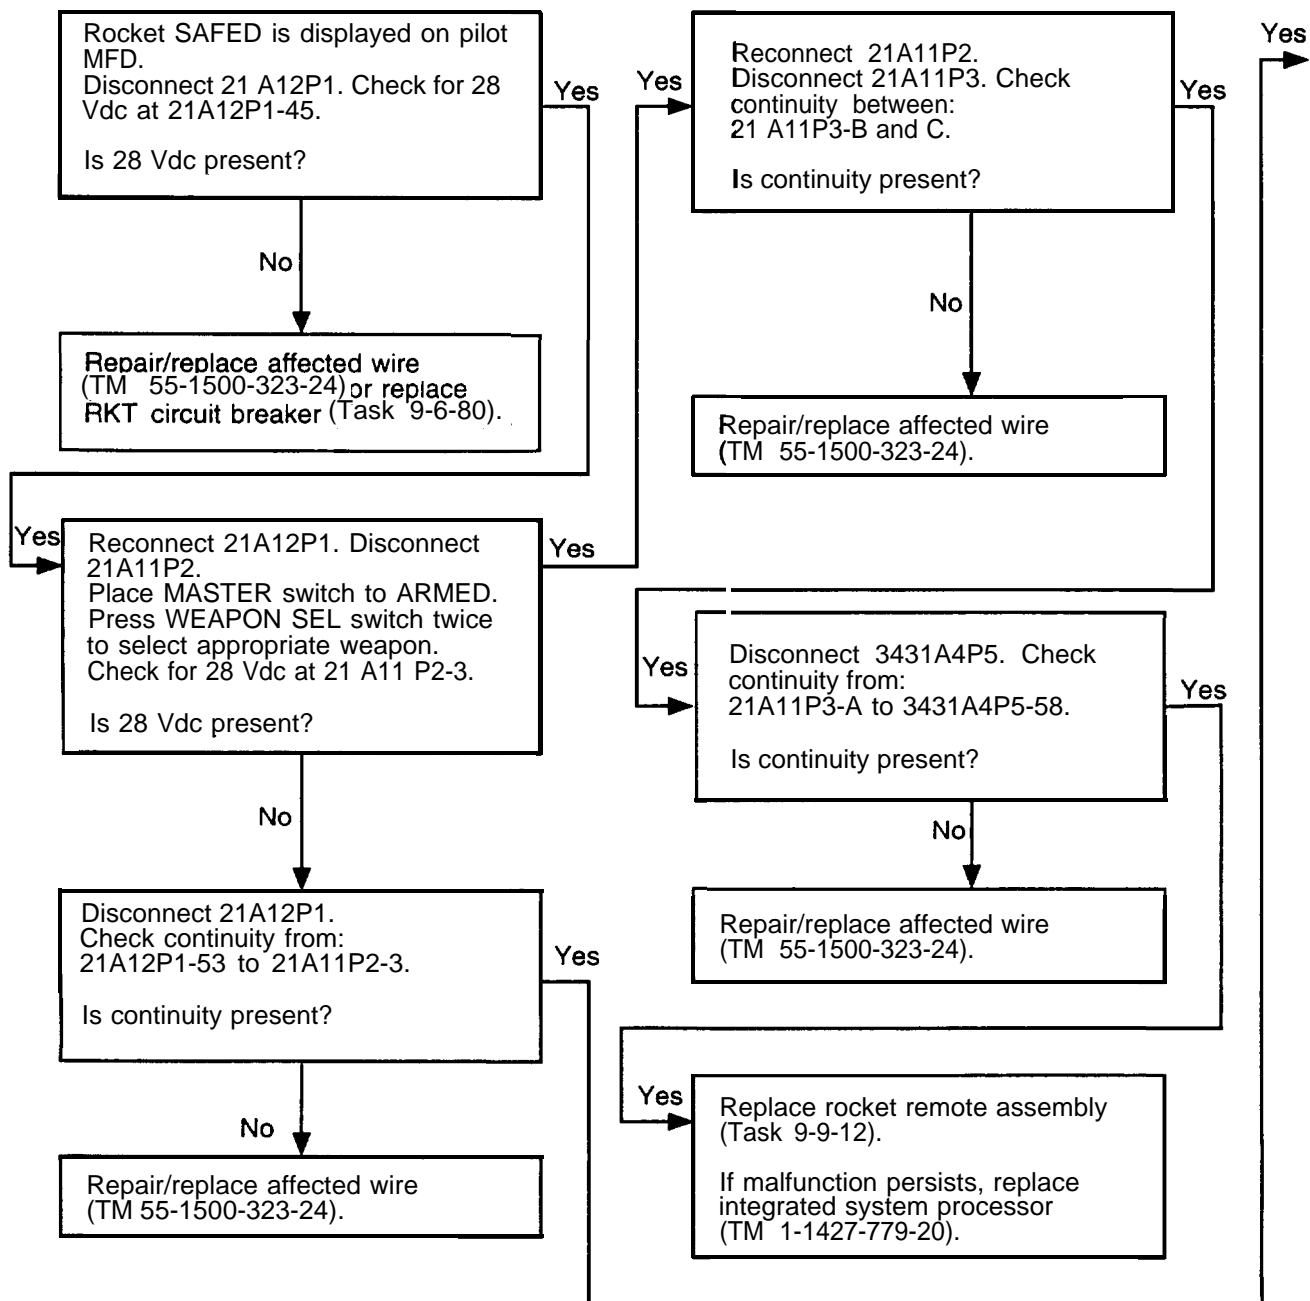 Rocket SAFED is displayed on pilot
MFD.
Disconnect 21 A12P1. Check for 28
Vdc at 21A12P1-45.
Is 28 Vdc present?
Yes
No
Repair/replace affected wire
(TM 55-1500-323-24) or replace
RKT circuit breaker (Task 9-6-80).
Yes
Reconnect 21A12P1. Disconnect
21A11P2.
Place MASTER switch to ARMED.
Press WEAPON SEL switch twice
to select appropriate weapon.
Check for 28 Vdc at 21 A11 P2-3.
Is 28 Vdc present?
Yes
No
Disconnect 21A12P1.
Check continuity from:
21A12P1-53 to 21A11P2-3.
Is continuity present?
Yes
No
Repair/replace affected wire
(TM 55-1500-323-24).
Yes
Reconnect 21A11P2.
Disconnect 21A11P3. Check
continuity between:
21 A11P3-B and C.
Is continuity present?
Yes
No
Repair/replace affected wire
(TM 55-1500-323-24).
Yes
Disconnect 3431A4P5. Check
continuity from:
21A11P3-A to 3431A4P5-58.
Is continuity present?
Yes
No
Repair/replace affected wire
(TM 55-1500-323-24).
Yes
Replace rocket remote assembly
(Task 9-9-12).
If malfunction persists, replace
integrated system processor
(TM 1-1427-779-20).
Yes